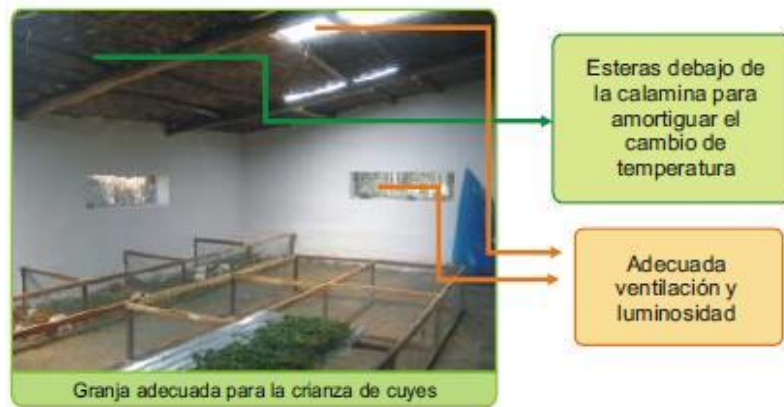 Esteras debajo de
la calamina para
amortiguar el
cambio de
temperatura
Adecuada
ventilación y
luminosidad
Granja adecuada para la crianza de cuyes